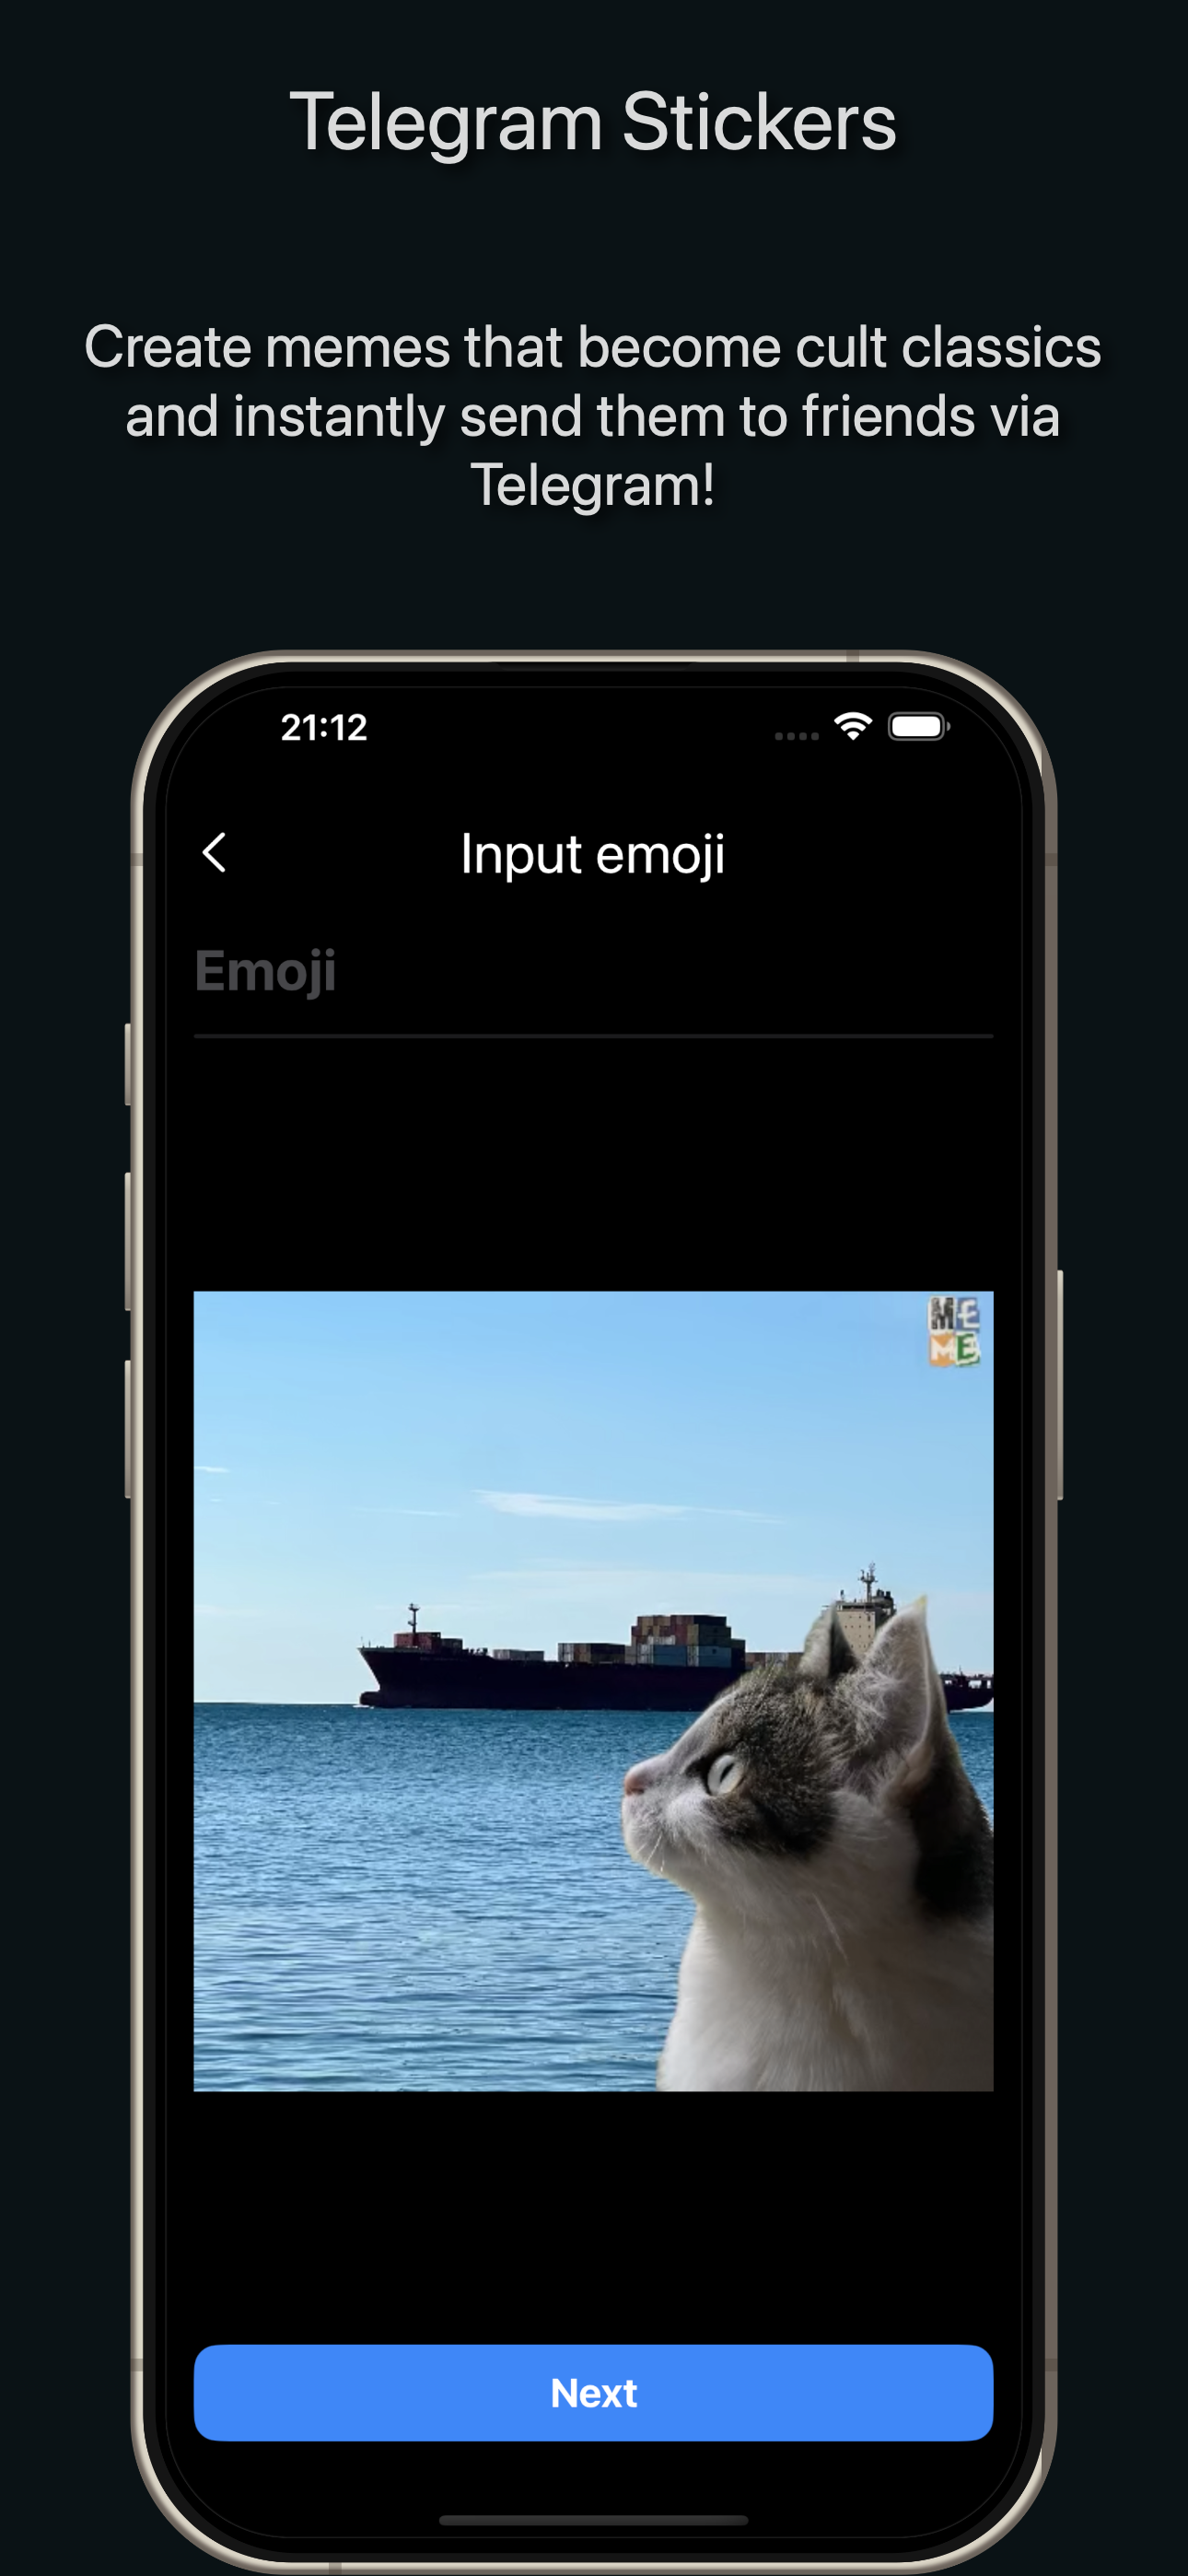 Telegram Stickers
Create memes that become cult classics
and instantly send them to friends via
Telegram!
21:12
Input emoji
Emoji
ME
ME
Next